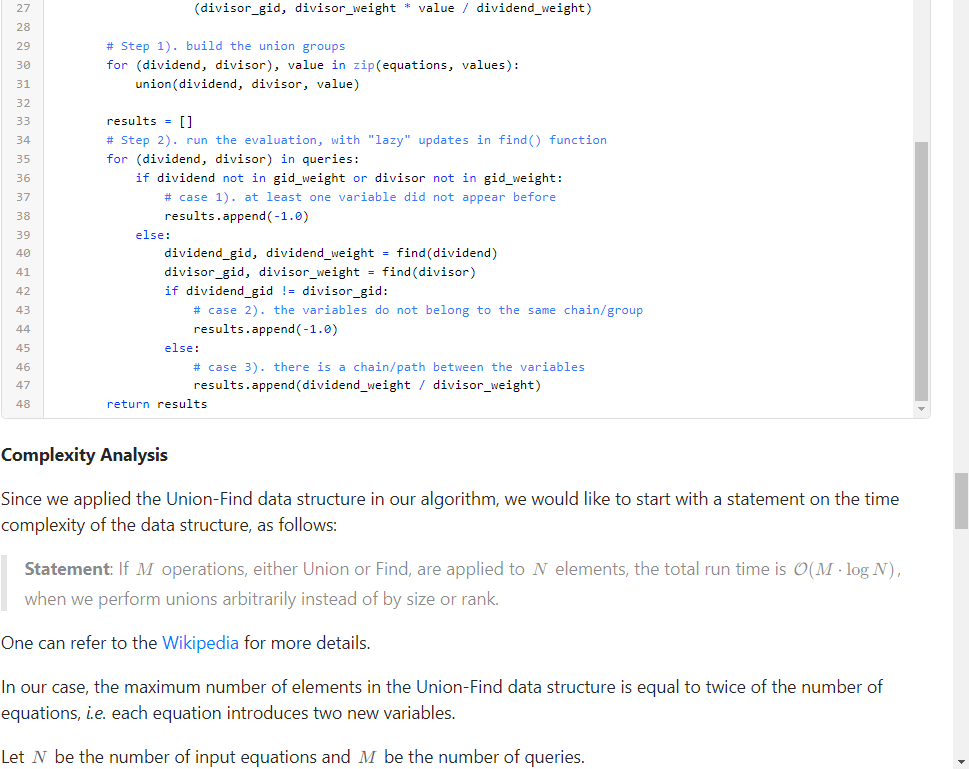 27 (divisor_gid, divisor_weight * value / dividend_weight)
28
29 # Step 1). build the union groups
30 for (dividend, divisor), value in zip(equations, values):
31 union(dividend, divisor, value)
32
33 results = []
34 # Step 2). run the evaluation, with "lazy" updates in find() function
35 for (dividend, divisor) in queries:
36 if dividend not in gid_weight or divisor not in gid_weight:
37 # case 1). at least one variable did not appear before
38 results.append(-1.0)
39 else:
40 dividend_gid, dividend_weight = find(dividend)
41 divisor_gid, divisor_weight = find(divisor)
42 if dividend_gid != divisor_gid:
43 # case 2). the variables do not belong to the same chain/group
44 results.append(-1.0)
45 else:
46 # case 3). there is a chain/path between the variables
47 results.append(dividend_weight / divisor_weight)
48 return results
Complexity Analysis
Since we applied the Union-Find data structure in our algorithm, we would like to start with a statement on the time
complexity of the data structure, as follows:
Statement: If M operations, either Union or Find, are applied to N elements, the total run time is O(M · log N),
when we perform unions arbitrarily instead of by size or rank.
One can refer to the Wikipedia for more details.
In our case, the maximum number of elements in the Union-Find data structure is equal to twice of the number of
equations, i.e. each equation introduces two new variables.
Let N be the number of input equations and M be the number of queries.